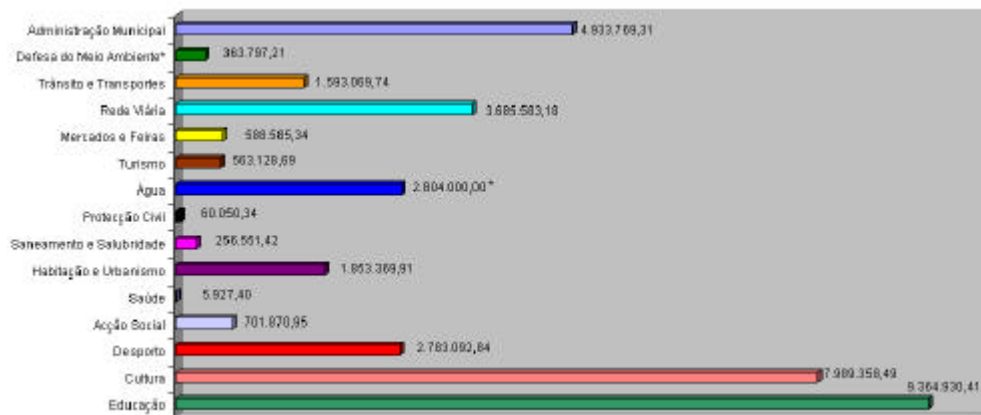 Administração Municipal 4.933.769,31
Defesa do Meio Ambiente* 363.797,21
Trânsito e Transportes 1.593.069,74
Rede Viária 3.685.583,18
Mercados e Feiras 588.585,34
Turismo 563.128,69
Água 2.804.000,00*
Protecção Civil 60.050,34
Saneamento e Salubridade 256.551,42
Habitação e Urbanismo 1.853.369,91
Saúde 5.927,40
Acção Social 701.870,95
Desporto 2.783.092,84
Cultura 7.989.358,49
Educação 9.364.930,41